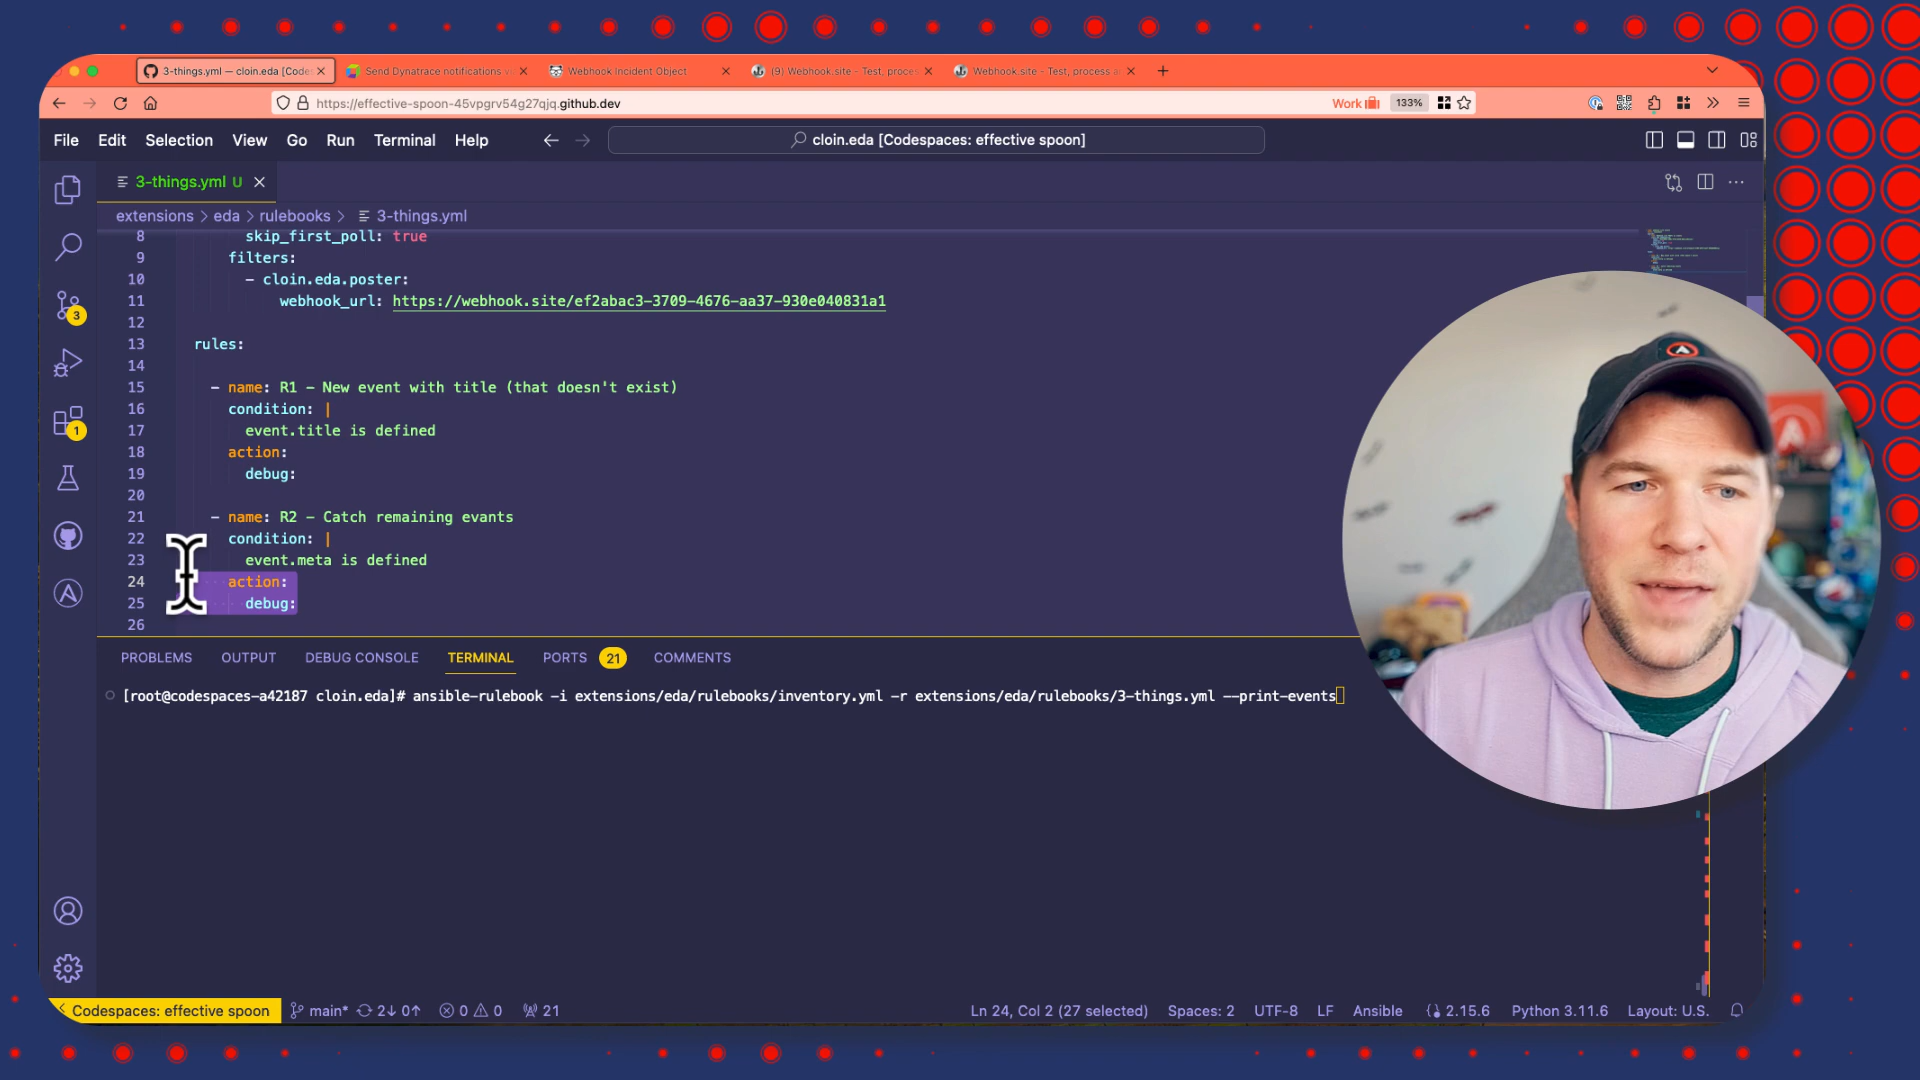 3-things.yml — cloin.eda [Codes
Send Dynatrace notifications v
Webhook Incident Object
(9) Webhook.site - Test, proces
Webhook.site - Test, process a
https://effective-spoon-45vpgrv54g27qjq.github.dev
Work
133%
File Edit Selection View Go Run Terminal Help
cloin.eda [Codespaces: effective spoon]
3-things.yml U
extensions > eda > rulebooks > 3-things.yml
8 skip_first_poll: true
9 filters:
10 - cloin.eda.poster:
11 webhook_url: https://webhook.site/ef2abac3-3709-4676-aa37-930e040831a1
12
13 rules:
14
15 - name: R1 - New event with title (that doesn't exist)
16 condition: |
17 event.title is defined
18 action:
19 debug:
20
21 - name: R2 - Catch remaining evants
22 condition: |
23 event.meta is defined
24 action:
25 debug:
26
3
1
PROBLEMS OUTPUT DEBUG CONSOLE TERMINAL PORTS 21 COMMENTS
[root@codespaces-a42187 cloin.eda]# ansible-rulebook -i extensions/eda/rulebooks/inventory.yml -r extensions/eda/rulebooks/3-things.yml --print-events
Codespaces: effective spoon main* 2↓ 0↑ 0 0 21 Ln 24, Col 2 (27 selected) Spaces: 2 UTF-8 LF Ansible 2.15.6 Python 3.11.6 Layout: U.S.